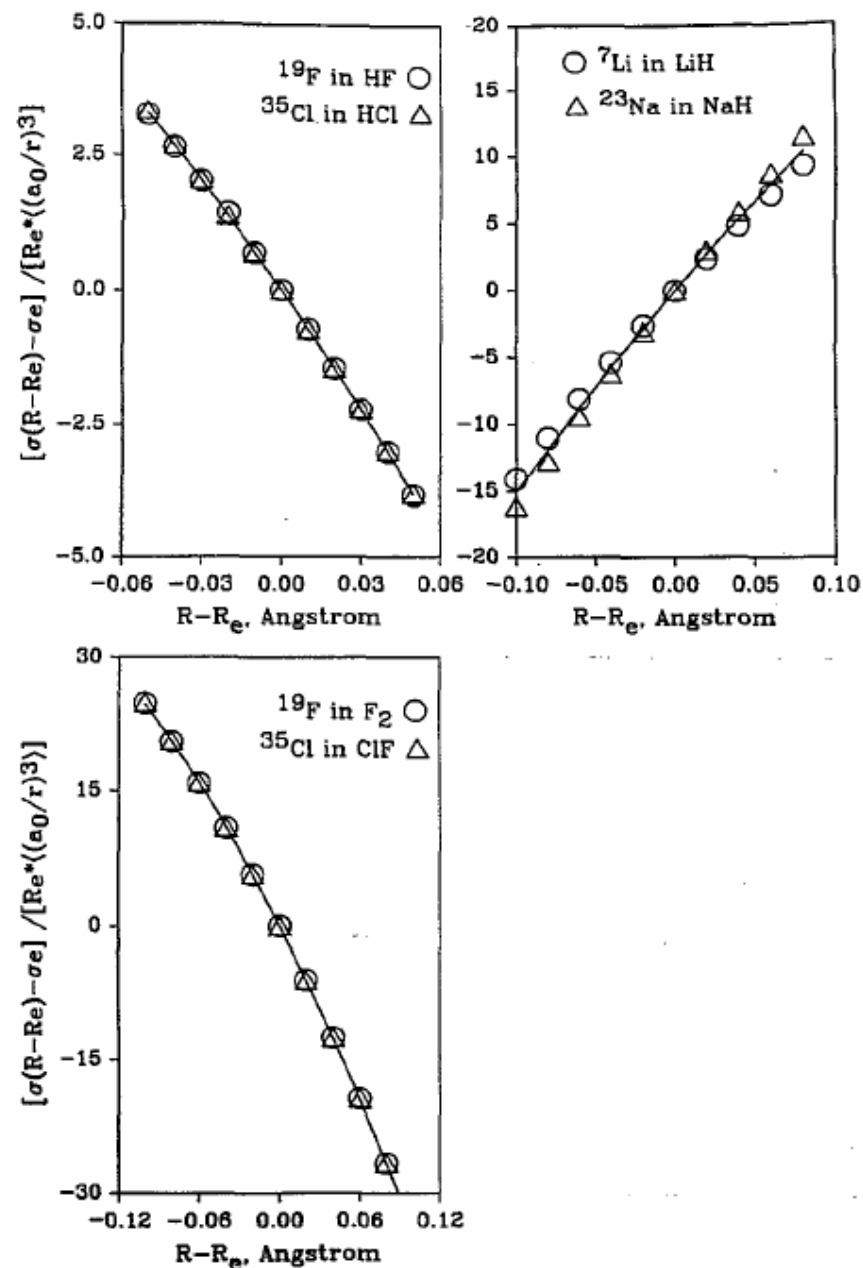 [σ(R−Re)−σe] /[Re*⟨(a₀/r)³⟩]
5.0
2.5
0.0
−2.5
−5.0
¹⁹F in HF ○
³⁵Cl in HCl △
−0.06 −0.03 0.00 0.03 0.06
R−Rₑ, Angstrom
20
15
10
5
0
−5
−10
−15
−20
○ ⁷Li in LiH
△ ²³Na in NaH
−0.10 −0.05 0.00 0.05 0.10
R−Rₑ, Angstrom
[σ(R−Re)−σe] /[Re*⟨(a₀/r)³⟩]
30
15
0
−15
−30
¹⁹F in F₂ ○
³⁵Cl in ClF △
−0.12 −0.06 0.00 0.06 0.12
R−Rₑ, Angstrom